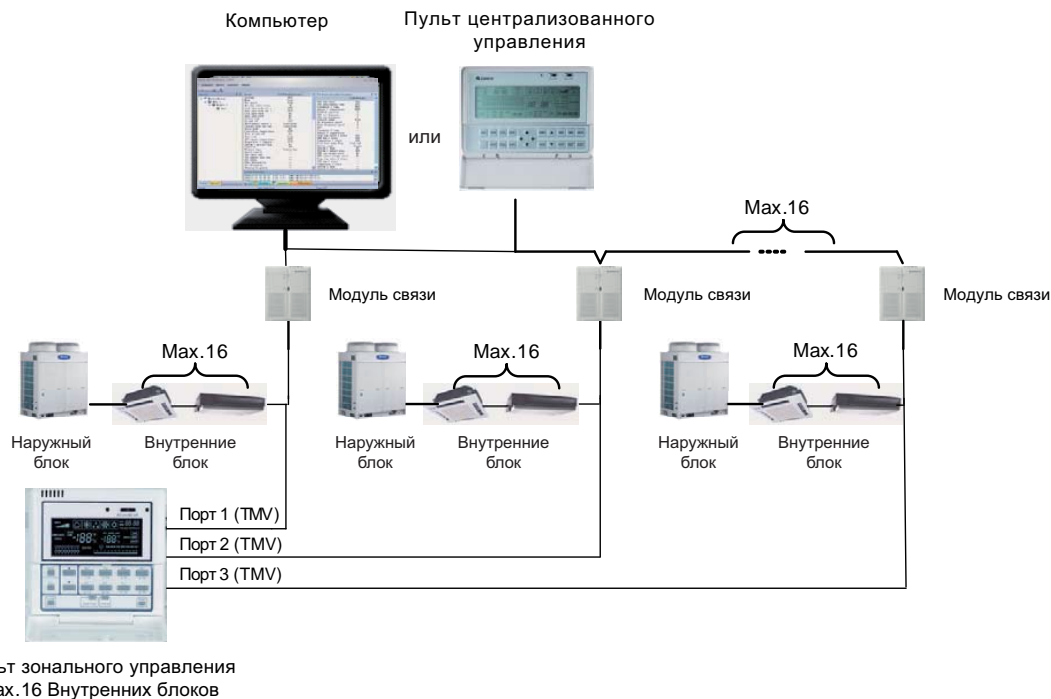 Компьютер
Пульт централизованного
управления
или
Max.16
Модуль связи
Модуль связи
Модуль связи
Max.16
Max.16
Max.16
Наружный
блок
Внутренние
блок
Наружный
блок
Внутренние
блок
Наружный
блок
Внутренние
блок
Порт 1 (TMV)
Порт 2 (TMV)
Порт 3 (TMV)
ьт зонального управления
ax.16 Внутренних блоков